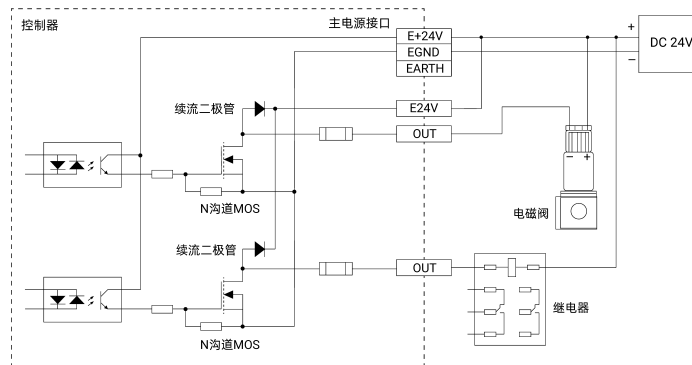 控制器
主电源接口
E+24V
EGND
EARTH
+
DC 24V
−
续流二极管
E24V
OUT
N沟道MOS
− +
电磁阀
续流二极管
OUT
继电器
N沟道MOS